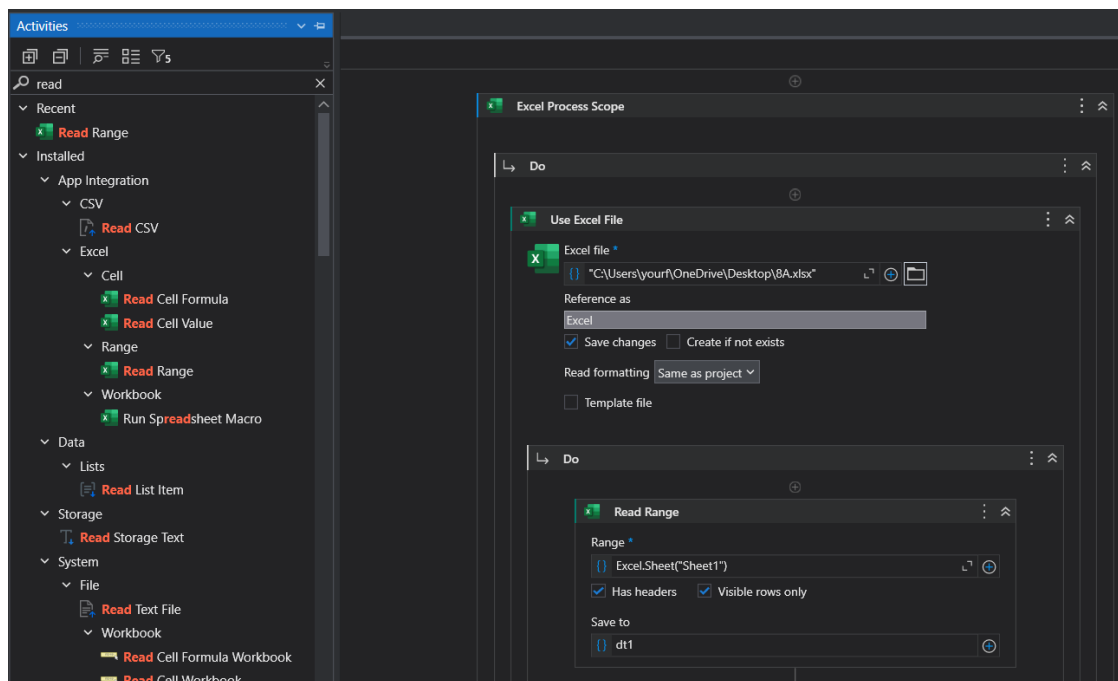 Activities
5
read
Recent
Read Range
Installed
App Integration
CSV
Read CSV
Excel
Cell
Read Cell Formula
Read Cell Value
Range
Read Range
Workbook
Run Spreadsheet Macro
Data
Lists
Read List Item
Storage
Read Storage Text
System
File
Read Text File
Workbook
Read Cell Formula Workbook
Read Cell Workbook
Excel Process Scope
Do
Use Excel File
Excel file *
"C:\Users\yourf\OneDrive\Desktop\8A.xlsx"
Reference as
Excel
Save changes Create if not exists
Read formatting Same as project
Template file
Do
Read Range
Range *
Excel.Sheet("Sheet1")
Has headers Visible rows only
Save to
dt1